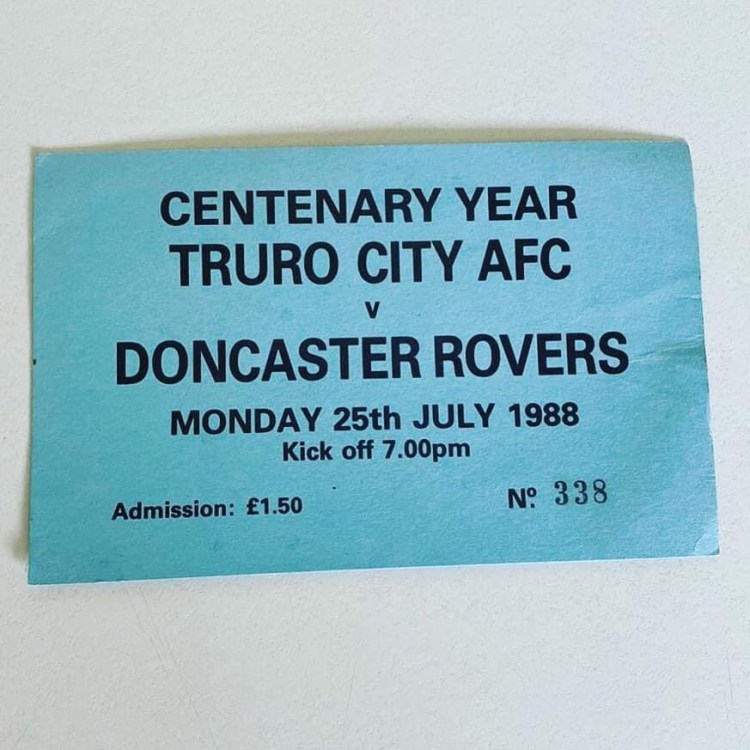 CENTENARY YEAR
TRURO CITY AFC
v
DONCASTER ROVERS
MONDAY 25th JULY 1988
Kick off 7.00pm
Admission: £1.50 Nº. 338